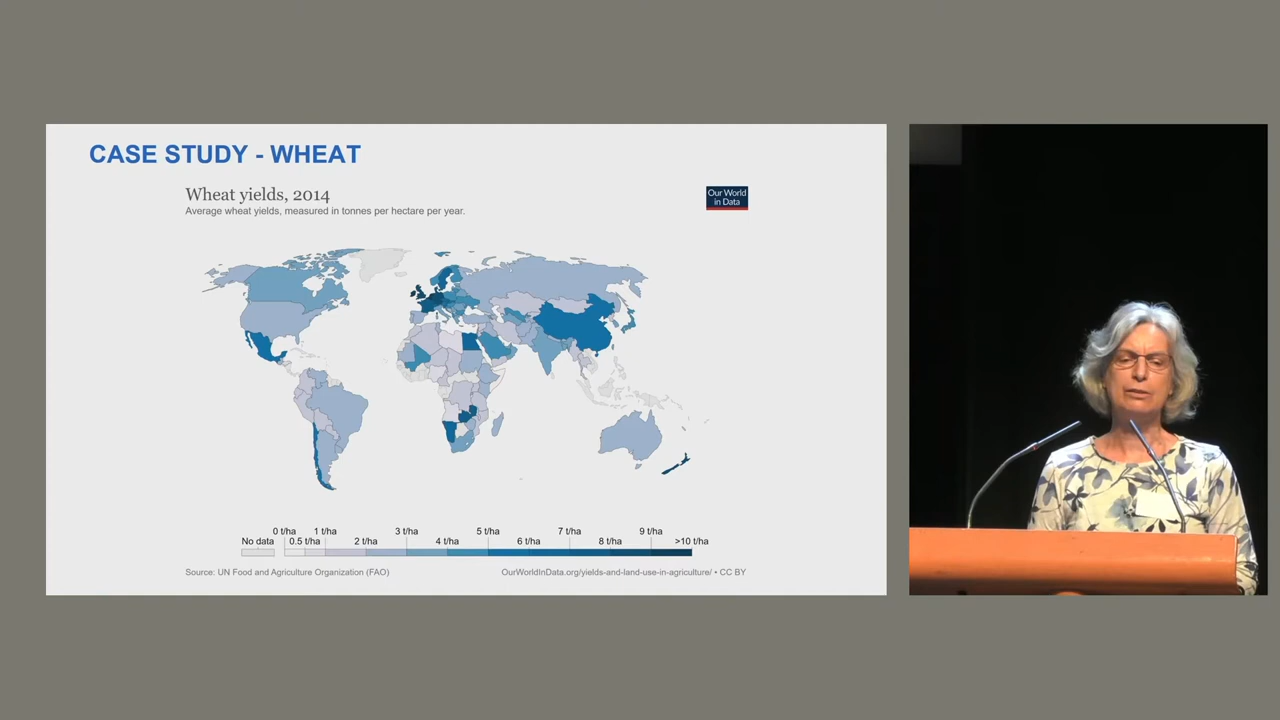 CASE STUDY - WHEAT
Wheat yields, 2014
Average wheat yields, measured in tonnes per hectare per year.
Our World
in Data
No data
0 t/ha
0.5 t/ha
1 t/ha
2 t/ha
3 t/ha
4 t/ha
5 t/ha
6 t/ha
7 t/ha
8 t/ha
9 t/ha
>10 t/ha
Source: UN Food and Agriculture Organization (FAO)
OurWorldInData.org/yields-and-land-use-in-agriculture/ • CC BY